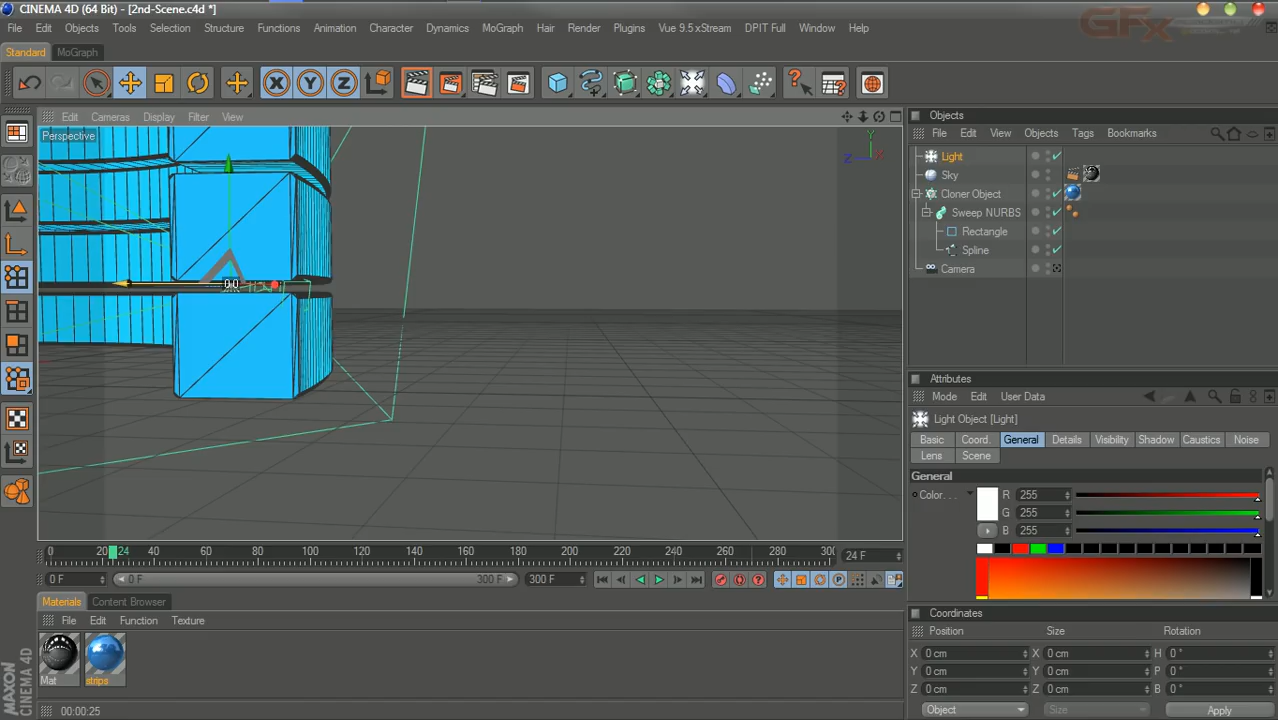 CINEMA 4D (64 Bit) - [2nd-Scene.c4d *]
GFx
File Edit Objects Tools Selection Structure Functions Animation Character Dynamics MoGraph Hair Render Plugins Vue 9.5xStream DPIT Full Window Help
Standard MoGraph
X Y Z
Edit Cameras Display Filter View
Perspective
Y
Z X
0.0
Objects
File Edit View Objects Tags Bookmarks
Light
Sky
Cloner Object
Sweep NURBS
Rectangle
Spline
Camera
Attributes
Mode Edit User Data
Light Object [Light]
Basic Coord. General Details Visibility Shadow Caustics Noise
Lens Scene
General
Color. . . R 255
G 255
B 255
0 20 24 40 60 80 100 120 140 160 180 200 220 240 260 280 30 24 F
0 F 0 F 300 F 300 F
P
Materials Content Browser
File Edit Function Texture
Mat strips
Coordinates
Position Size Rotation
X 0 cm X 0 cm H 0 °
Y 0 cm Y 0 cm P 0 °
Z 0 cm Z 0 cm B 0 °
Object Size Apply
MAXON CINEMA 4D
00:00:25